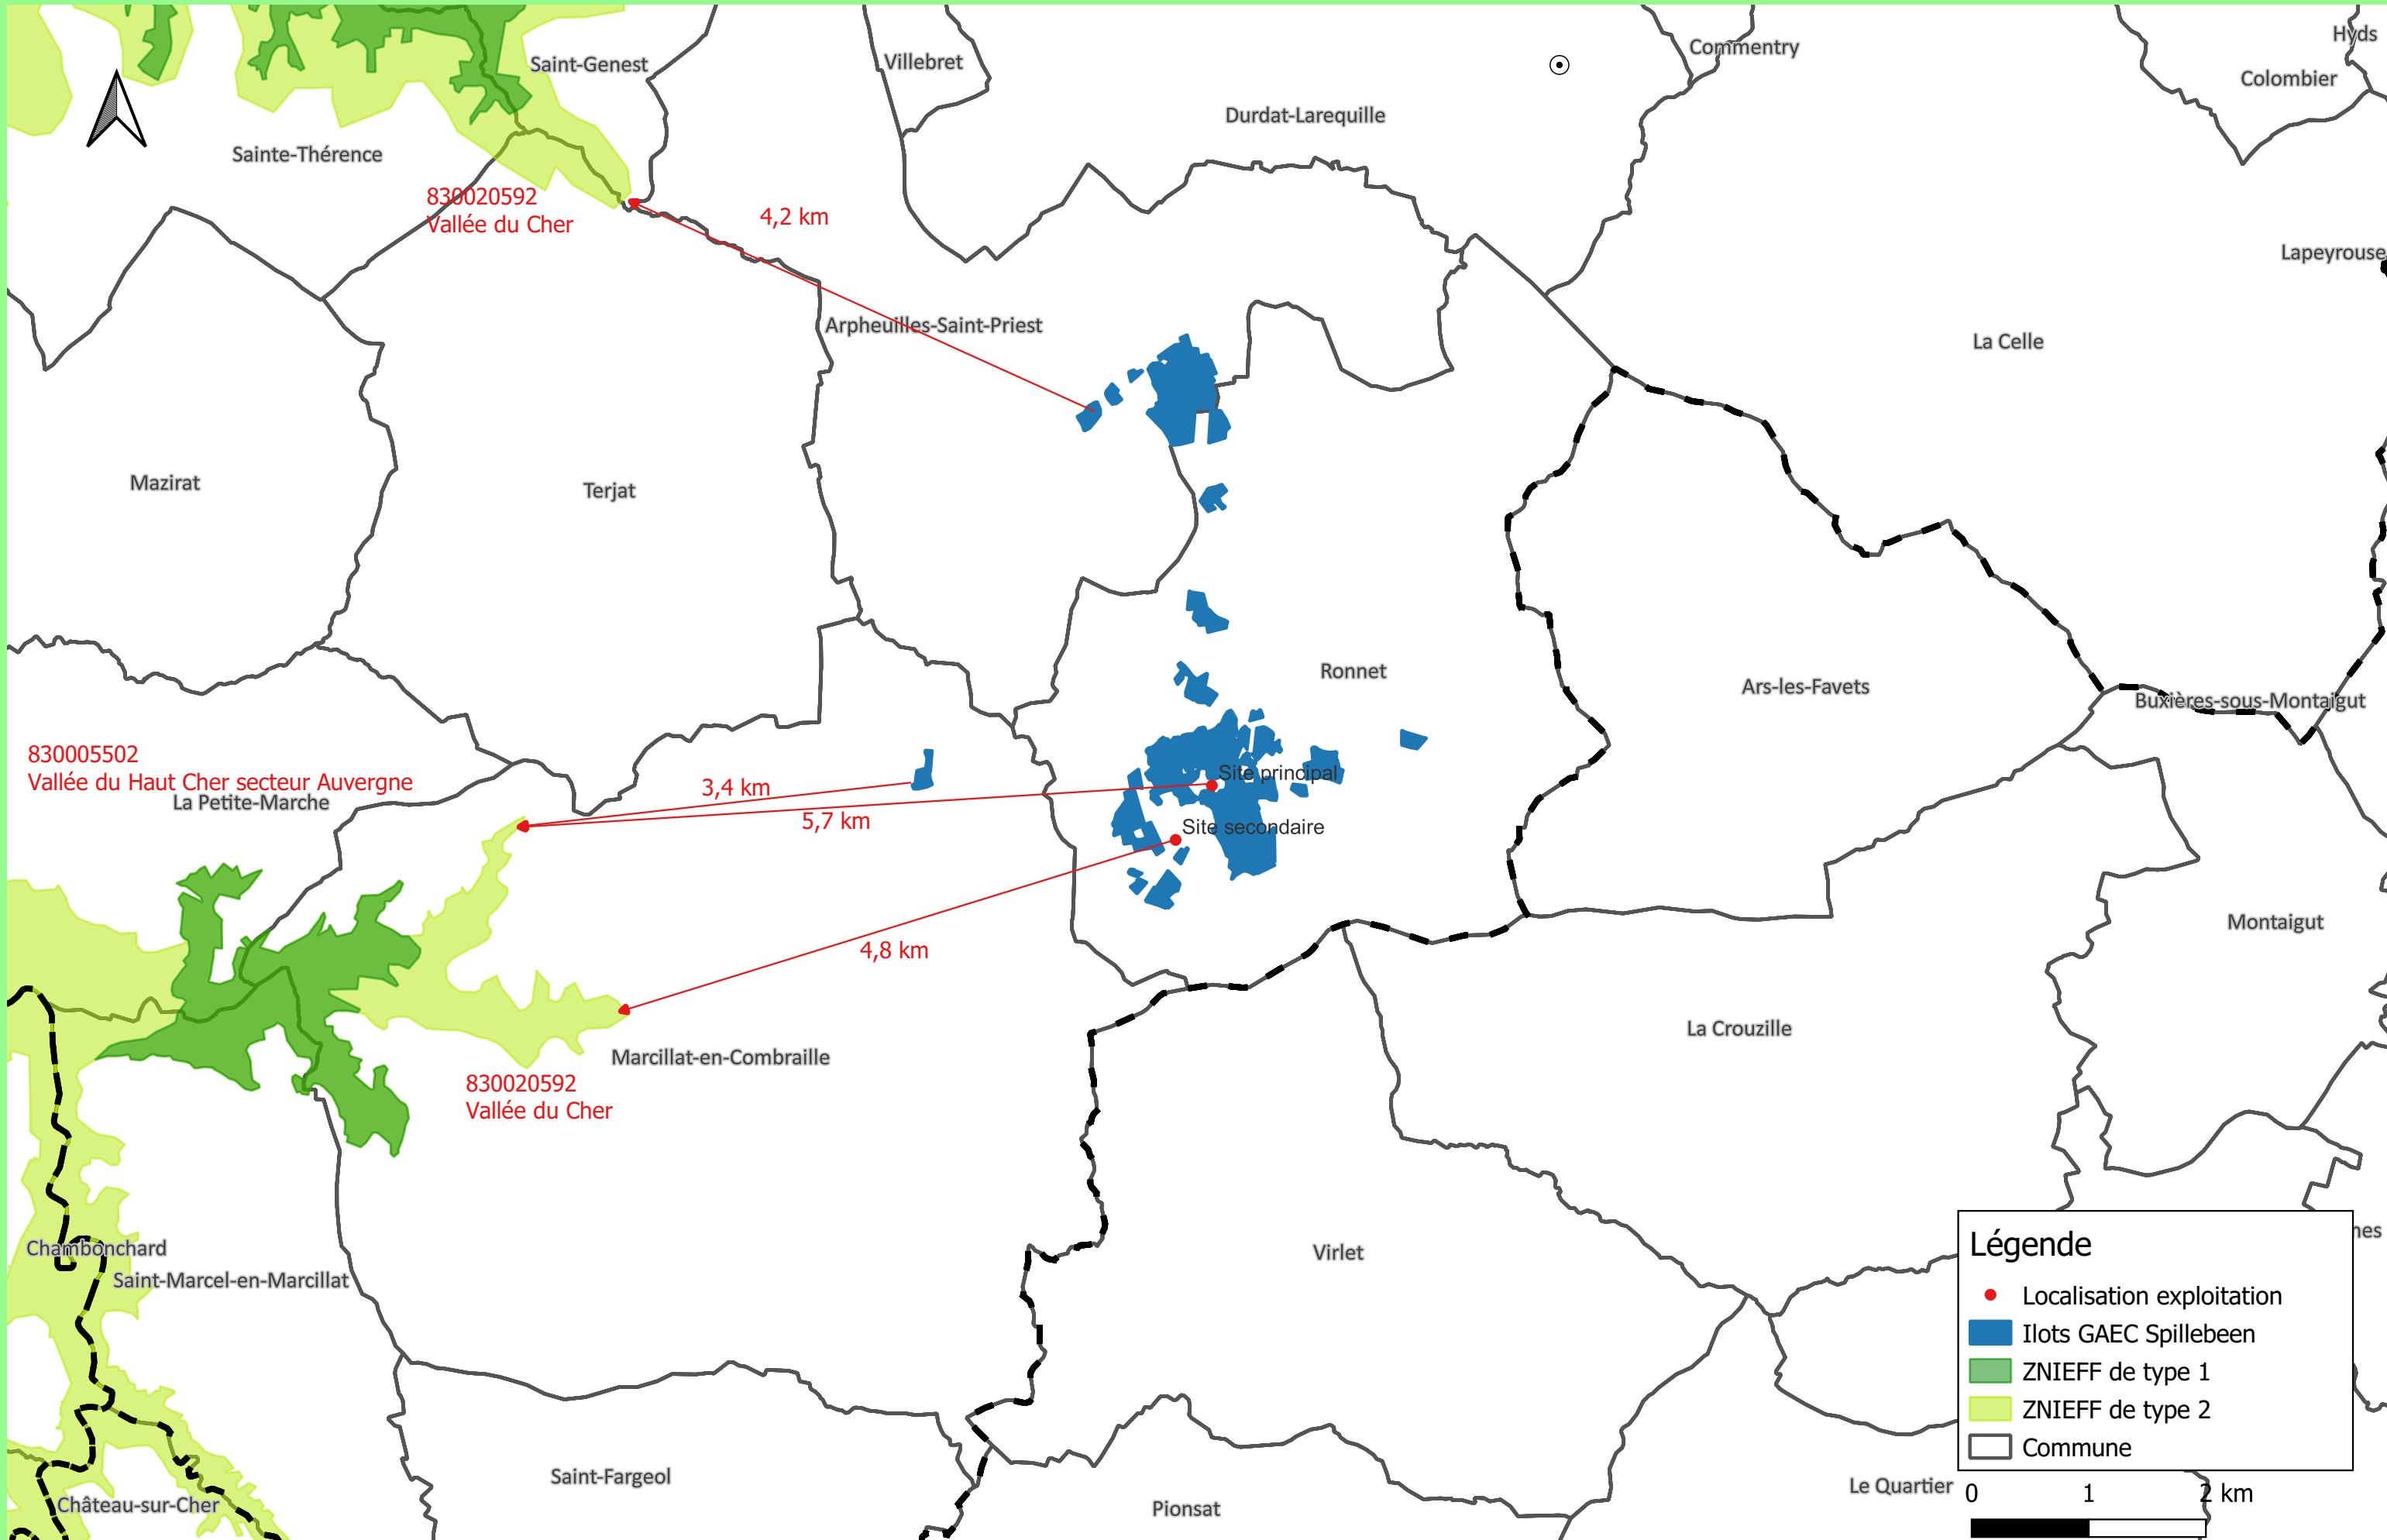 Hyds
Commentry
Villebret
Saint-Genest
Colombier
Durdat-Larequille
Sainte-Thérence
830020592
Vallée du Cher
4,2 km
Lapeyrouse
Arpheuilles-Saint-Priest
La Celle
Mazirat
Terjat
Ronnet
Ars-les-Favets
Buxières-sous-Montaigut
830005502
Vallée du Haut Cher secteur Auvergne
La Petite-Marche
3,4 km
Site principal
5,7 km
Site secondaire
Montaigut
4,8 km
La Crouzille
Marcillat-en-Combraille
830020592
Vallée du Cher
Chambonchard
Saint-Marcel-en-Marcillat
Virlet
nes
Légende
Localisation exploitation
Ilots GAEC Spillebeen
ZNIEFF de type 1
ZNIEFF de type 2
Commune
Saint-Fargeol
Le Quartier
Château-sur-Cher
Pionsat
0 1 2 km